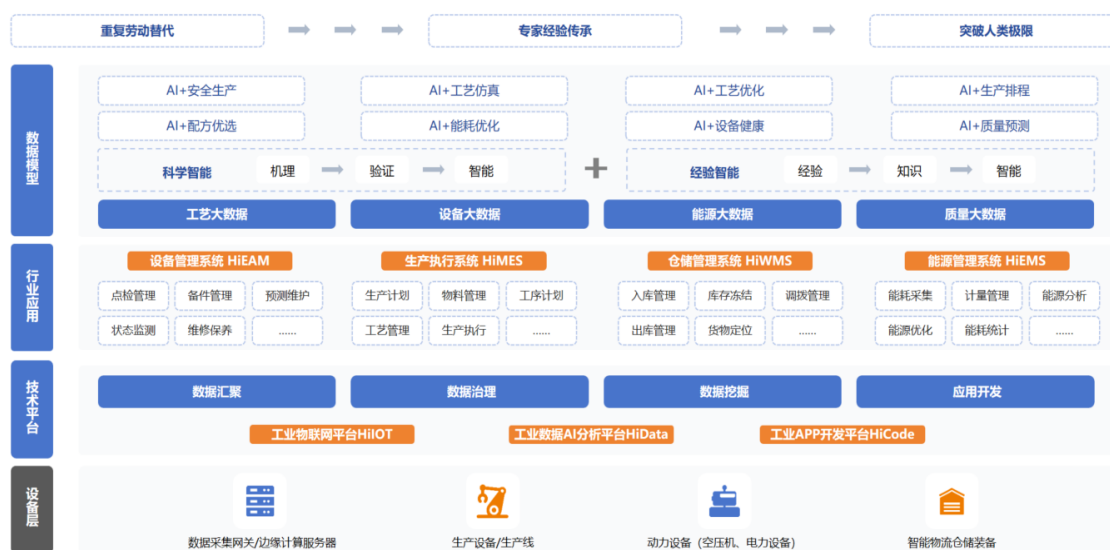 重复劳动替代
专家经验传承
突破人类极限
数据模型
AI+安全生产
AI+工艺仿真
AI+工艺优化
AI+生产排程
AI+配方优选
AI+能耗优化
AI+设备健康
AI+质量预测
科学智能
机理
验证
智能
+
经验智能
经验
知识
智能
工艺大数据
设备大数据
能源大数据
质量大数据
行业应用
设备管理系统 HiEAM
生产执行系统 HiMES
仓储管理系统 HiWMS
能源管理系统 HiEMS
点检管理
备件管理
预测维护
生产计划
物料管理
工序计划
入库管理
库存冻结
调拨管理
能耗采集
计量管理
能源分析
状态监测
维修保养
......
工艺管理
生产执行
......
出库管理
货物定位
......
能源优化
能耗统计
......
技术平台
数据汇聚
数据治理
数据挖掘
应用开发
工业物联网平台HiIOT
工业数据AI分析平台HiData
工业APP开发平台HiCode
设备层
数据采集网关/边缘计算服务器
生产设备/生产线
动力设备（空压机、电力设备）
智能物流仓储装备